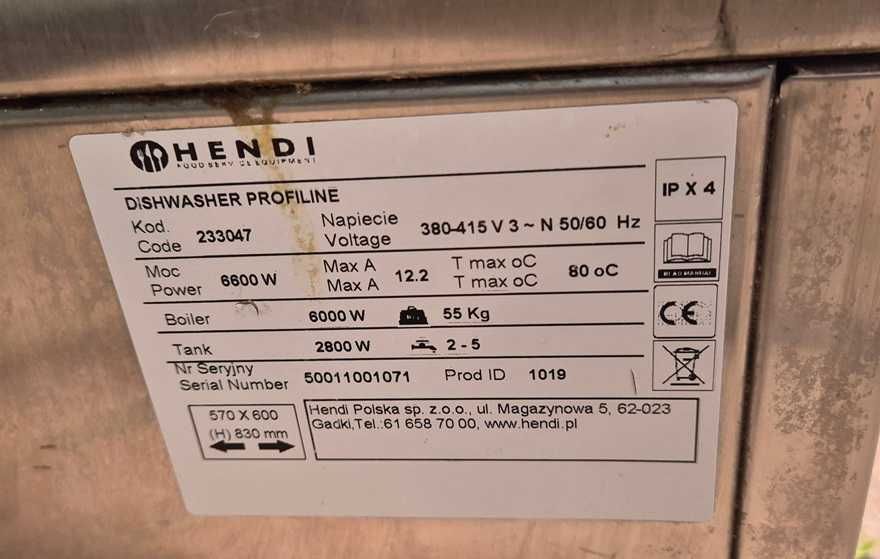 HENDI
FOOD SERVICE EQUIPMENT
DISHWASHER PROFILINE
IP X 4
Kod. Code 233047 Napiecie Voltage 380-415 V 3 ~ N 50/60 Hz
Moc Power 6600 W Max A Max A 12.2 T max oC T max oC 80 oC
READ MANUAL
Boiler 6000 W 55 Kg
CE
Tank 2800 W 2 - 5
Nr Seryjny
Serial Number 50011001071 Prod ID 1019
570 X 600
(H) 830 mm
Hendi Polska sp. z.o.o., ul. Magazynowa 5, 62-023
Gadki,Tel.:61 658 70 00, www.hendi.pl